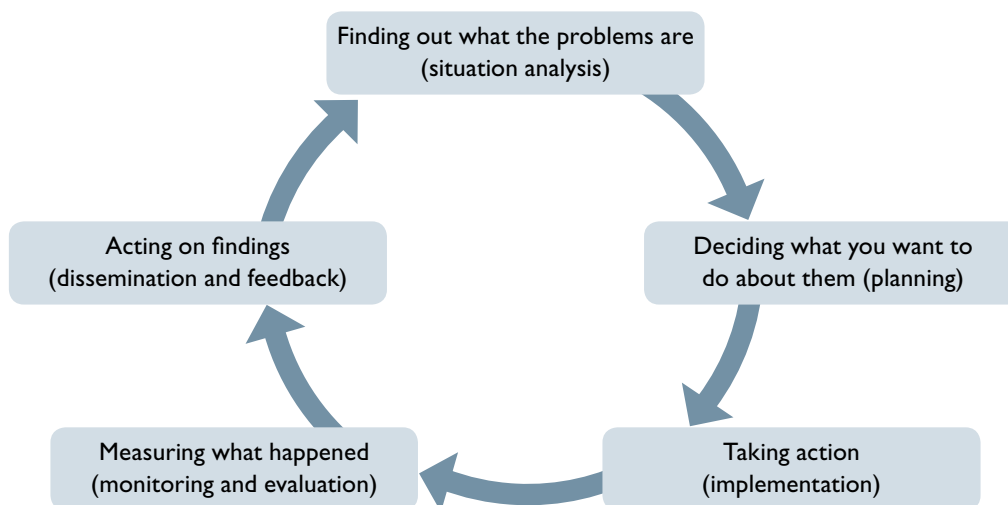 Finding out what the problems are
(situation analysis)
Deciding what you want to
do about them (planning)
Taking action
(implementation)
Measuring what happened
(monitoring and evaluation)
Acting on findings
(dissemination and feedback)